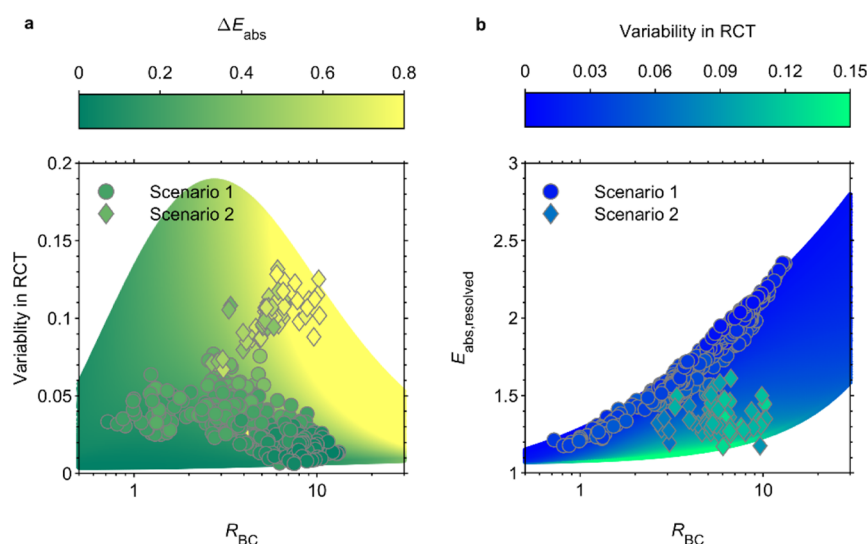 a
ΔE_abs
0 0.2 0.4 0.6 0.8
Variablity in RCT
0.2
0.15
0.1
0.05
0
Scenario 1
Scenario 2
1 10
R_BC
b
Variability in RCT
0 0.03 0.06 0.09 0.12 0.15
E_abs,resolved
3
2.5
2
1.5
1
Scenario 1
Scenario 2
1 10
R_BC